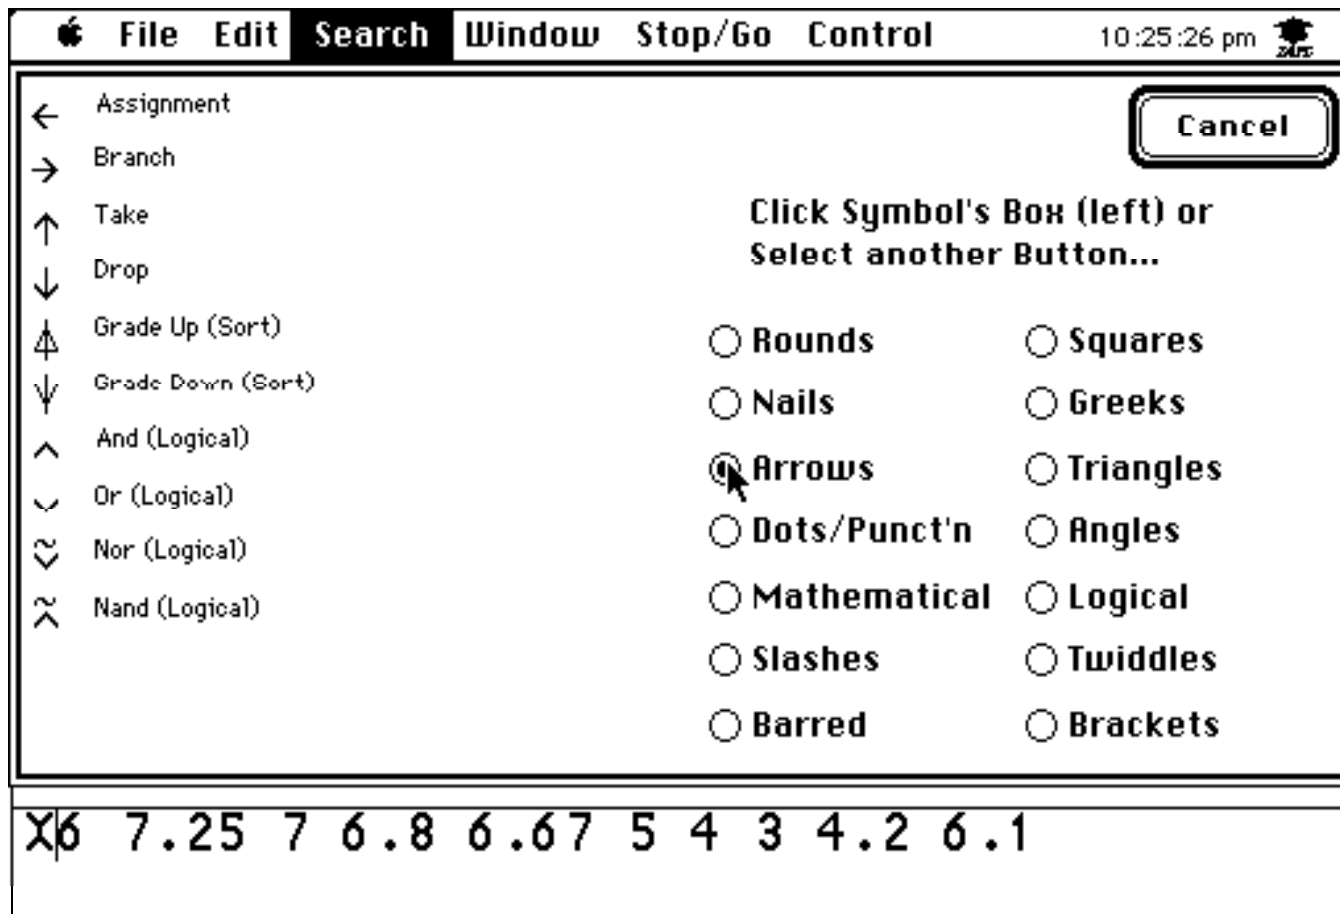 File Edit Search Window Stop/Go Control 10:25:26 pm
← Assignment
→ Branch
↑ Take
↓ Drop
⍋ Grade Up (Sort)
⍒ Grade Down (Sort)
∧ And (Logical)
∨ Or (Logical)
⍱ Nor (Logical)
⍲ Nand (Logical)
Cancel
Click Symbol's Box (left) or
Select another Button...
Rounds Squares
Nails Greeks
Arrows Triangles
Dots/Punct'n Angles
Mathematical Logical
Slashes Twiddles
Barred Brackets
X6 7.25 7 6.8 6.67 5 4 3 4.2 6.1